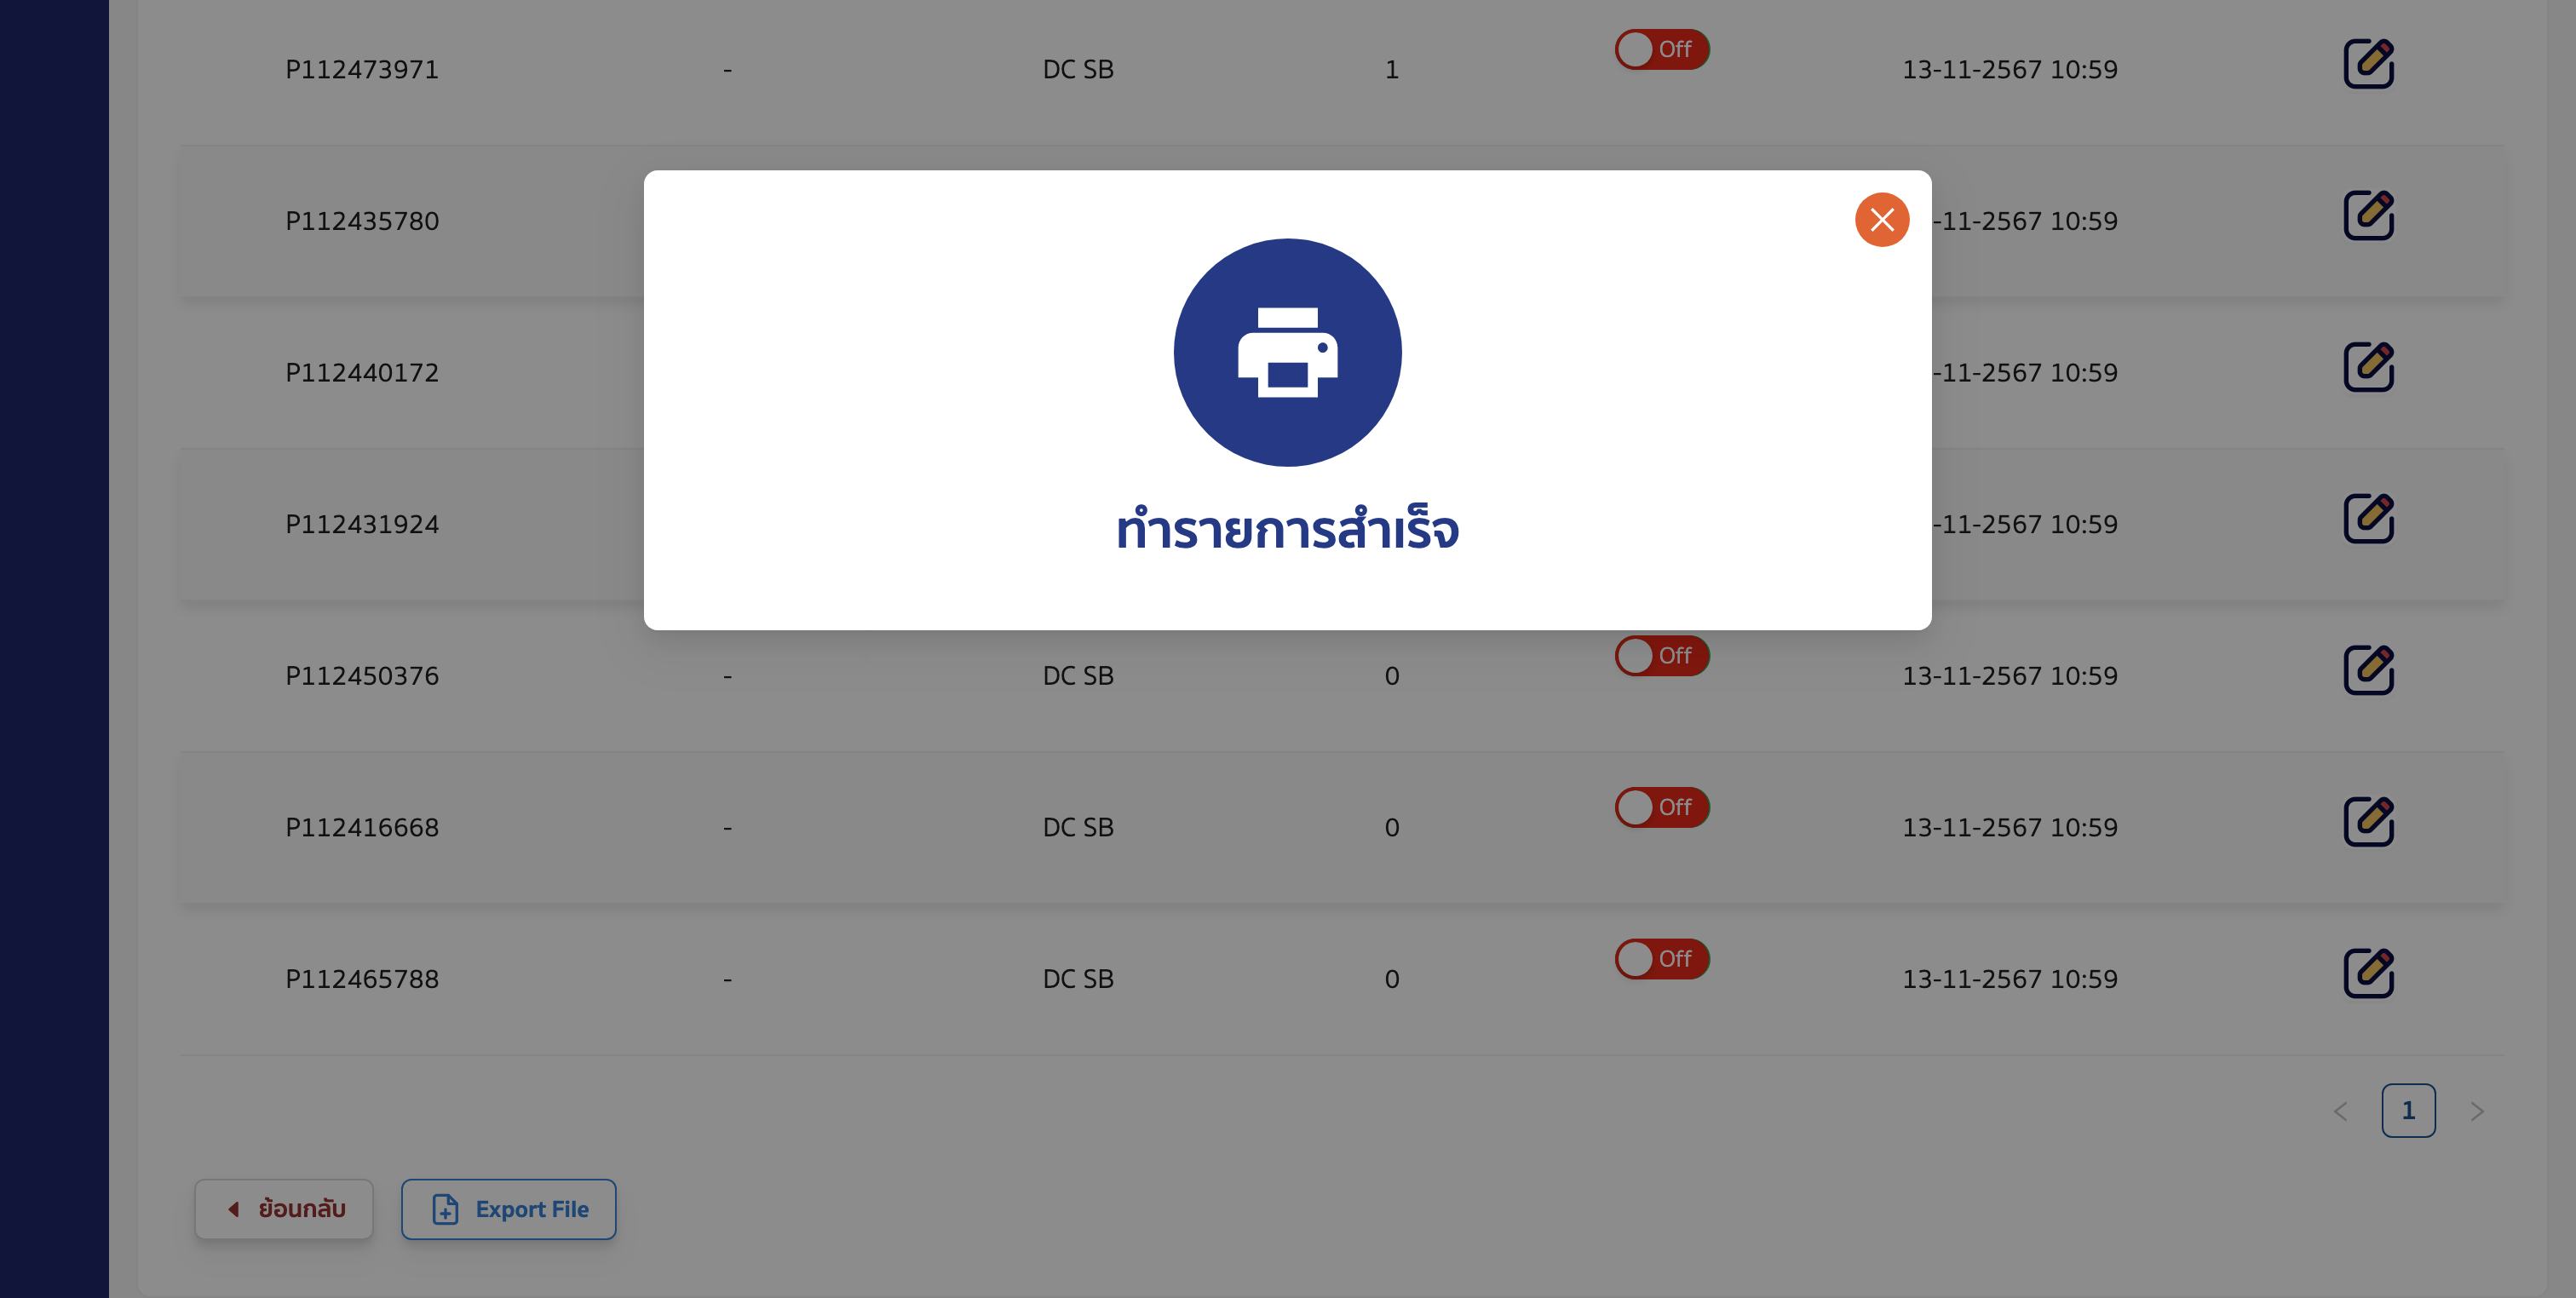 P112473971 - DC SB 1 Off 13-11-2567 10:59
P112435780 -11-2567 10:59
P112440172 -11-2567 10:59
P112431924 -11-2567 10:59
ทำรายการสำเร็จ
P112450376 - DC SB 0 Off 13-11-2567 10:59
P112416668 - DC SB 0 Off 13-11-2567 10:59
P112465788 - DC SB 0 Off 13-11-2567 10:59
1
ย้อนกลับ Export File